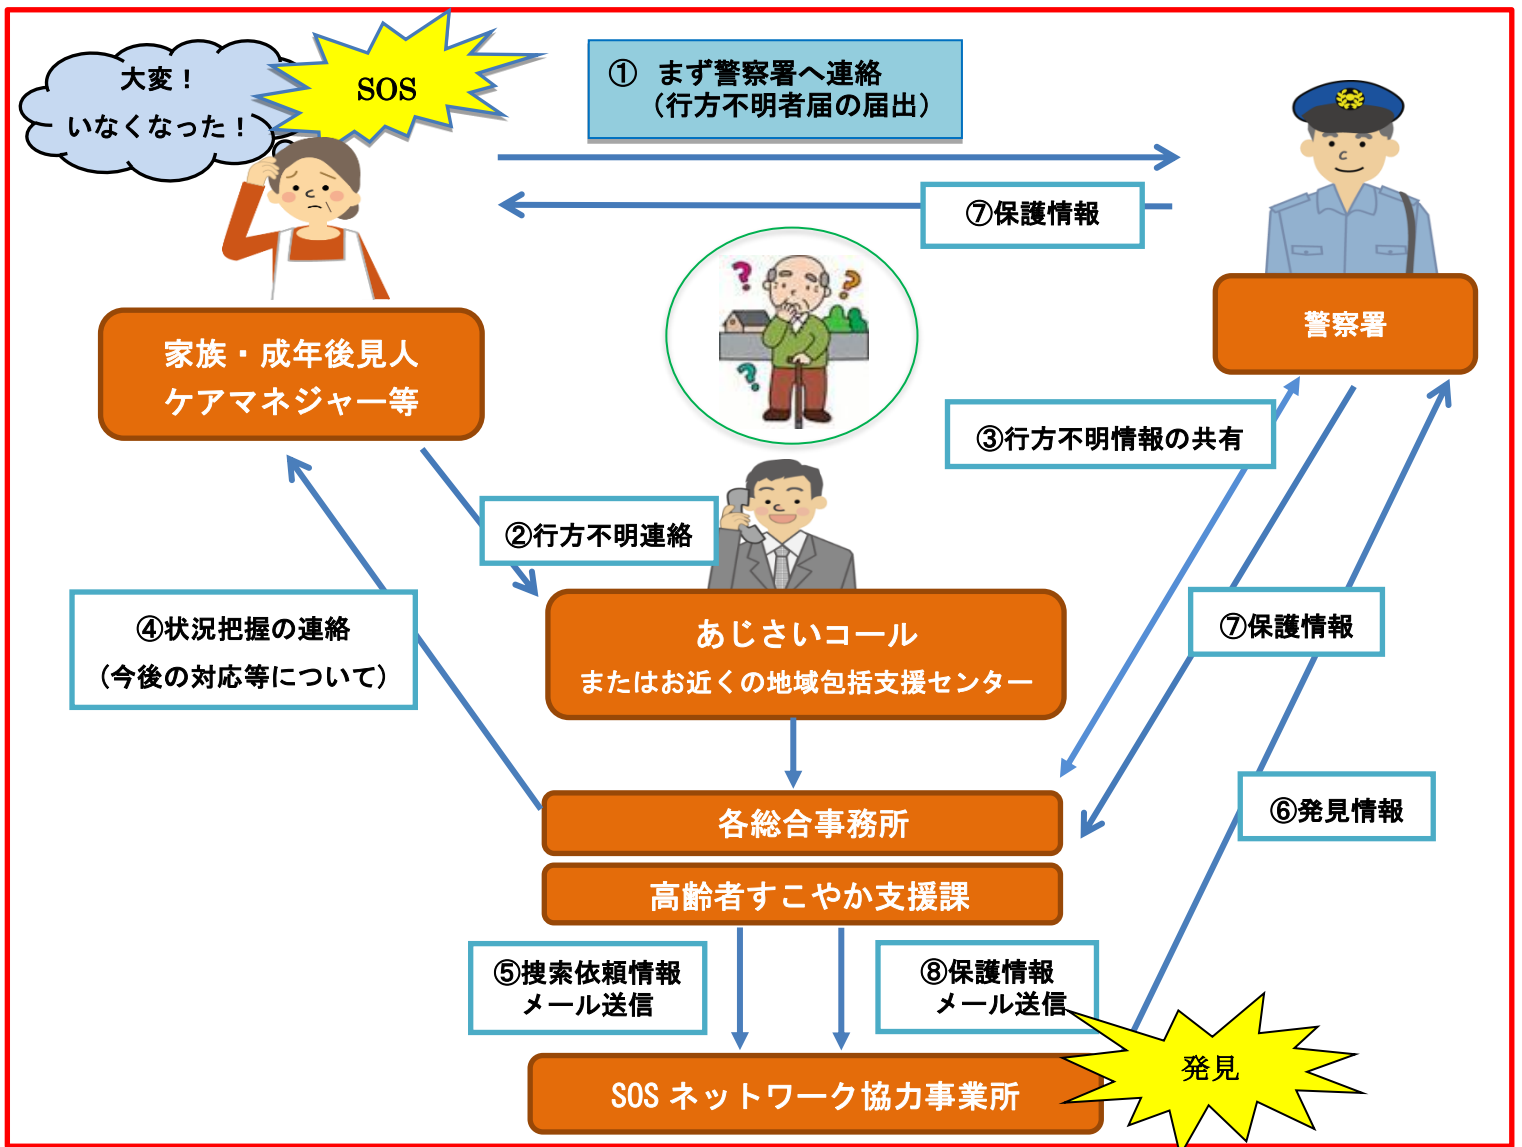 大変！
いなくなった！
SOS
① まず警察署へ連絡
（行方不明者届の届出）
⑦保護情報
警察署
家族・成年後見人
ケアマネジャー等
③行方不明情報の共有
②行方不明連絡
④状況把握の連絡
（今後の対応等について）
あじさいコール
またはお近くの地域包括支援センター
⑦保護情報
⑥発見情報
各総合事務所
高齢者すこやか支援課
⑤捜索依頼情報
メール送信
⑧保護情報
メール送信
発見
SOS ネットワーク協力事業所